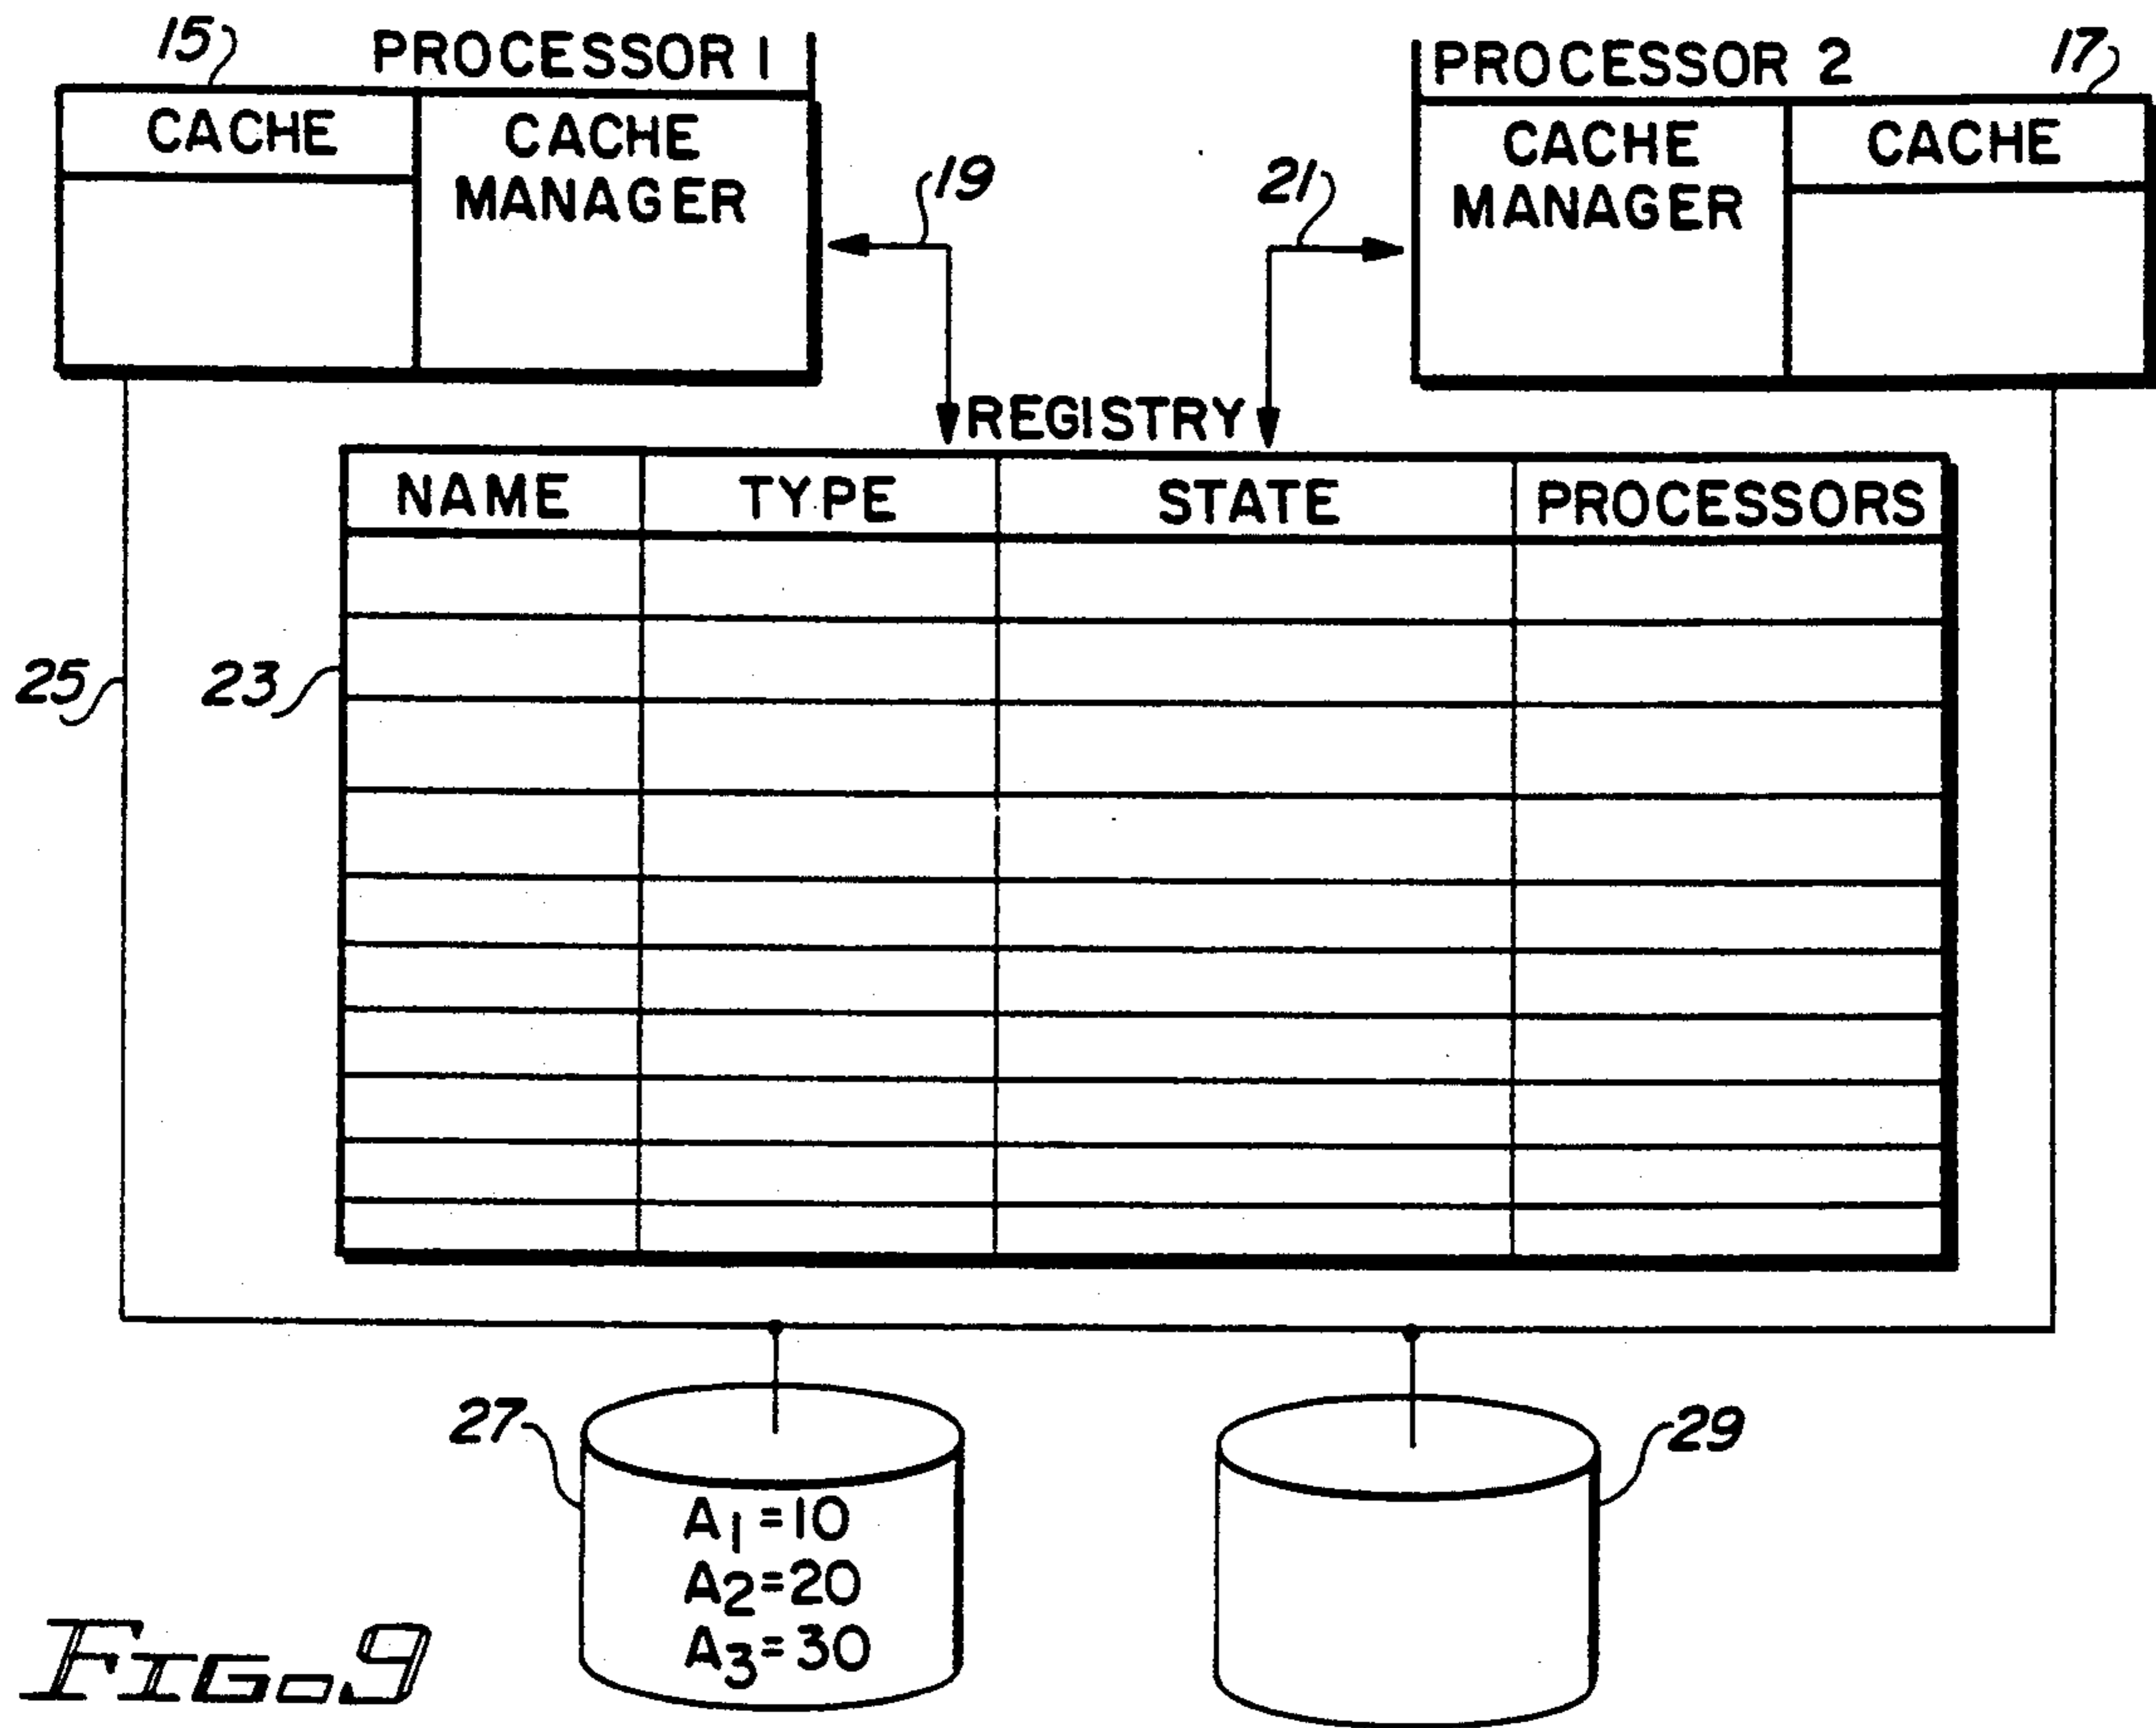 15
PROCESSOR 1
CACHE
CACHE
MANAGER
19
PROCESSOR 2
17
CACHE
MANAGER
CACHE
21
REGISTRY
NAME TYPE STATE PROCESSORS
25
23
27
A1=10
A2=20
A3=30
29
FIG. 9